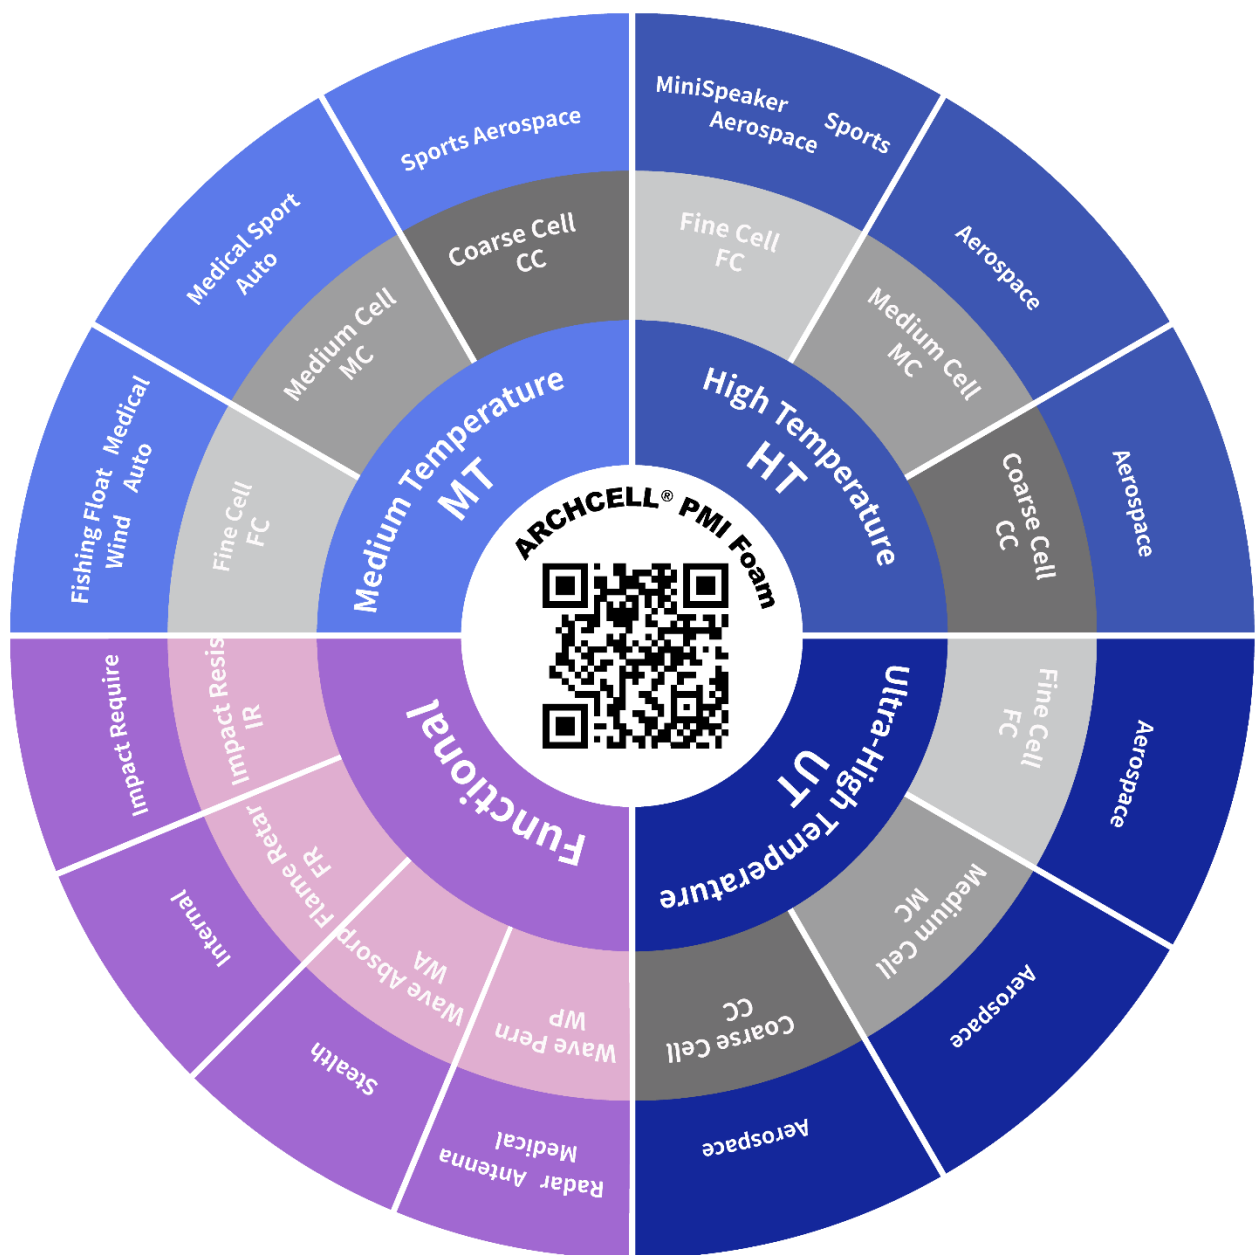 ARCHCELL® PMI Foam
Medium Temperature
MT
Fine Cell
FC
Fishing Float Medical
Wind Auto
Medium Cell
MC
Medical Sport
Auto
Coarse Cell
CC
Sports Aerospace
High Temperature
HT
Fine Cell
FC
MiniSpeaker Sports
Aerospace
Medium Cell
MC
Aerospace
Coarse Cell
CC
Aerospace
Ultra-High Temperature
UT
Fine Cell
FC
Aerospace
Medium Cell
MC
Aerospace
Coarse Cell
CC
Aerospace
Functional
Wave Pern
WP
Radar Antenna
Medical
Wave Absorp
WA
Stealth
Flame Retar
FR
Internal
Impact Resis
IR
Impact Require